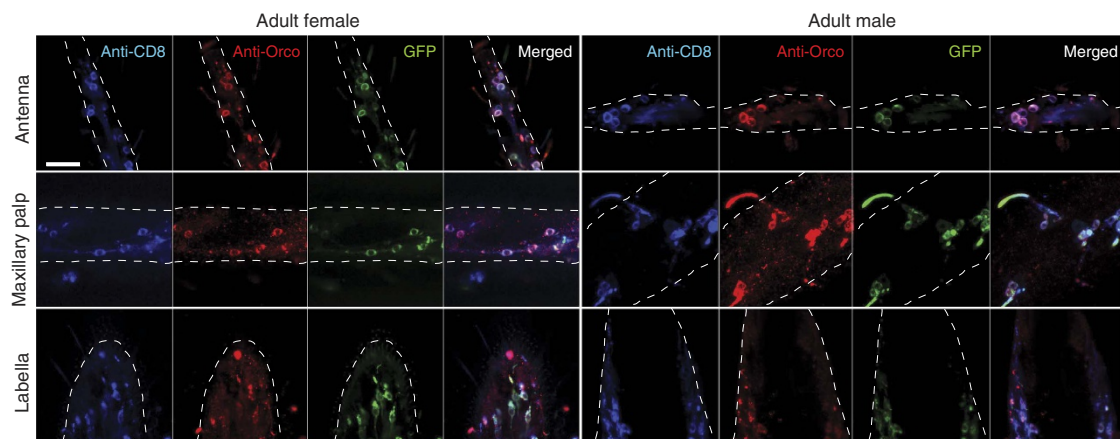 Adult female
Adult male
Anti-CD8
Anti-Orco
GFP
Merged
Anti-CD8
Anti-Orco
GFP
Merged
Antenna
Maxillary palp
Labella